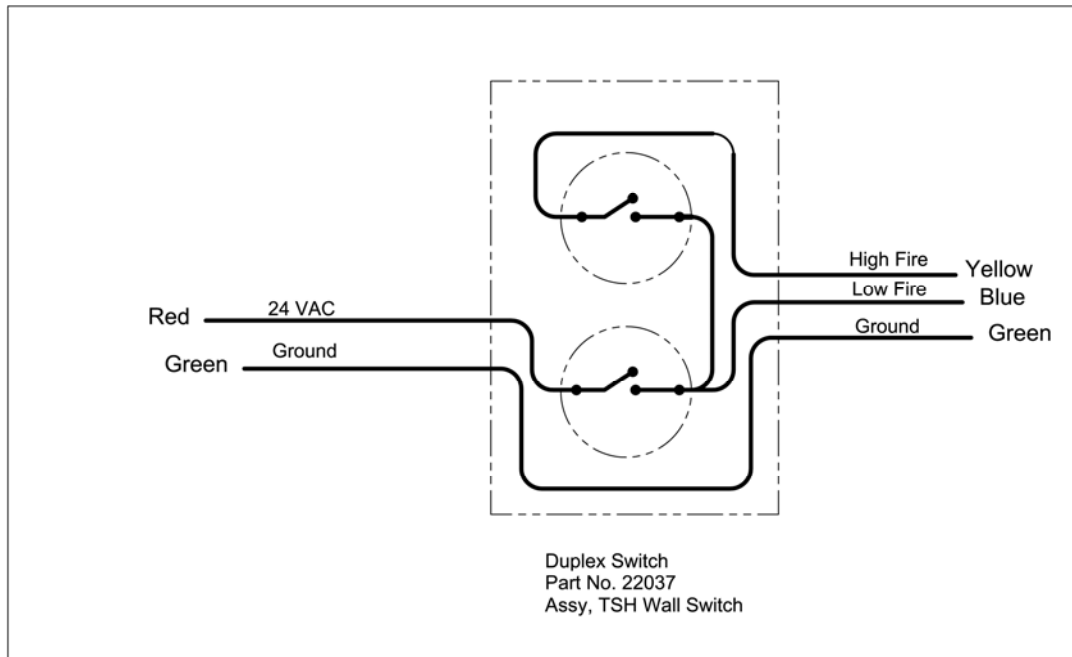 High Fire
Yellow
Low Fire
Blue
Red
24 VAC
Ground
Green
Green
Ground
Duplex Switch
Part No. 22037
Assy, TSH Wall Switch